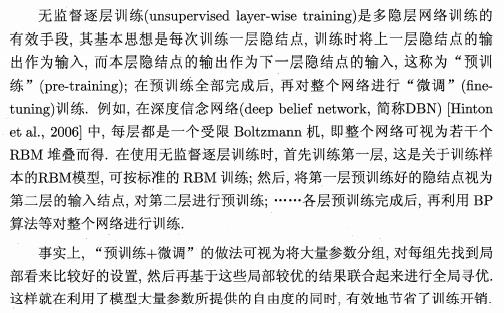 无监督逐层训练(unsupervised layer-wise training)是多隐层网络训练的
有效手段, 其基本思想是每次训练一层隐结点, 训练时将上一层隐结点的输
出作为输入, 而本层隐结点的输出作为下一层隐结点的输入, 这称为“预训
练”(pre-training); 在预训练全部完成后, 再对整个网络进行“微调”(fine-
tuning)训练. 例如, 在深度信念网络(deep belief network, 简称DBN) [Hinton
et al., 2006] 中, 每层都是一个受限 Boltzmann 机, 即整个网络可视为若干个
RBM 堆叠而得. 在使用无监督逐层训练时, 首先训练第一层, 这是关于训练样
本的RBM模型, 可按标准的 RBM 训练; 然后, 将第一层预训练好的隐结点视为
第二层的输入结点, 对第二层进行预训练; ……各层预训练完成后, 再利用 BP
算法等对整个网络进行训练.
事实上, “预训练+微调” 的做法可视为将大量参数分组, 对每组先找到局
部看来比较好的设置, 然后再基于这些局部较优的结果联合起来进行全局寻优.
这样就在利用了模型大量参数所提供的自由度的同时, 有效地节省了训练开销.